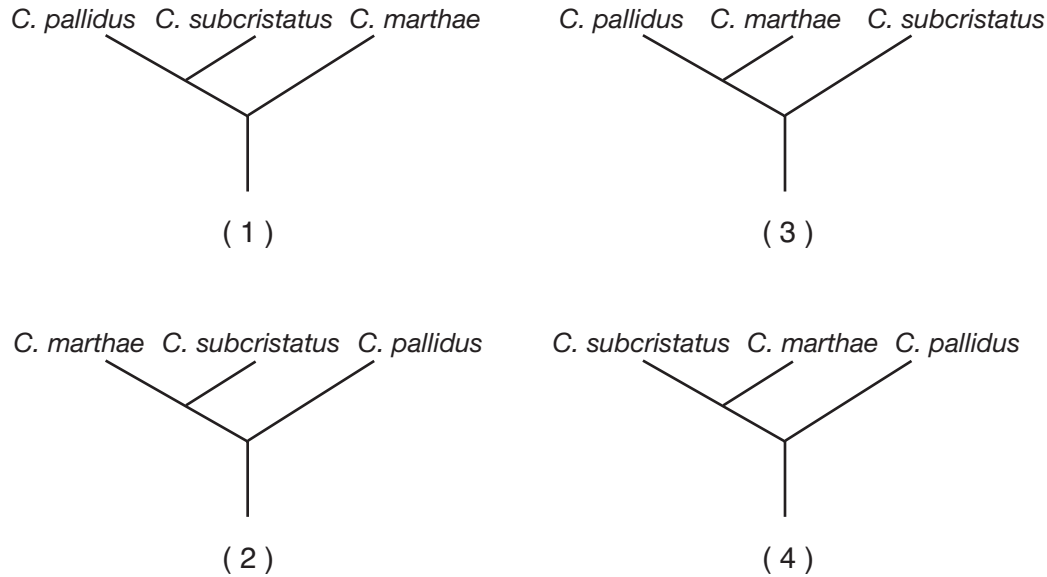 C. pallidus C. subcristatus C. marthae
( 1 )
C. pallidus C. marthae C. subcristatus
( 3 )
C. marthae C. subcristatus C. pallidus
( 2 )
C. subcristatus C. marthae C. pallidus
( 4 )